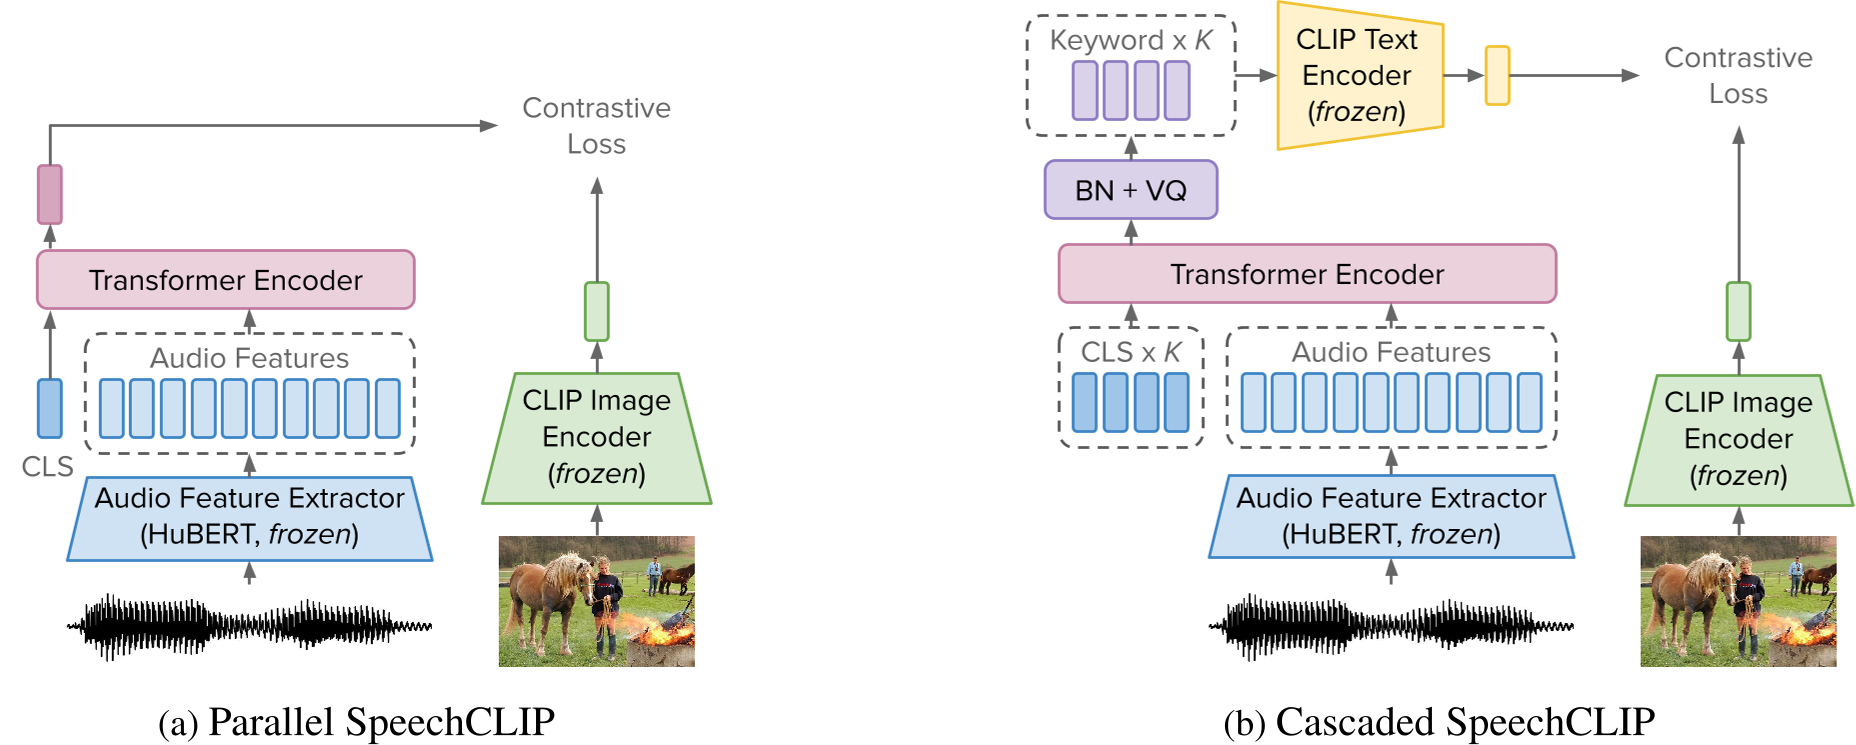 Contrastive
Loss
Transformer Encoder
Audio Features
CLS
Audio Feature Extractor
(HuBERT, frozen)
CLIP Image
Encoder
(frozen)
(a) Parallel SpeechCLIP
Keyword x K
CLIP Text
Encoder
(frozen)
Contrastive
Loss
BN + VQ
Transformer Encoder
CLS x K
Audio Features
Audio Feature Extractor
(HuBERT, frozen)
CLIP Image
Encoder
(frozen)
(b) Cascaded SpeechCLIP